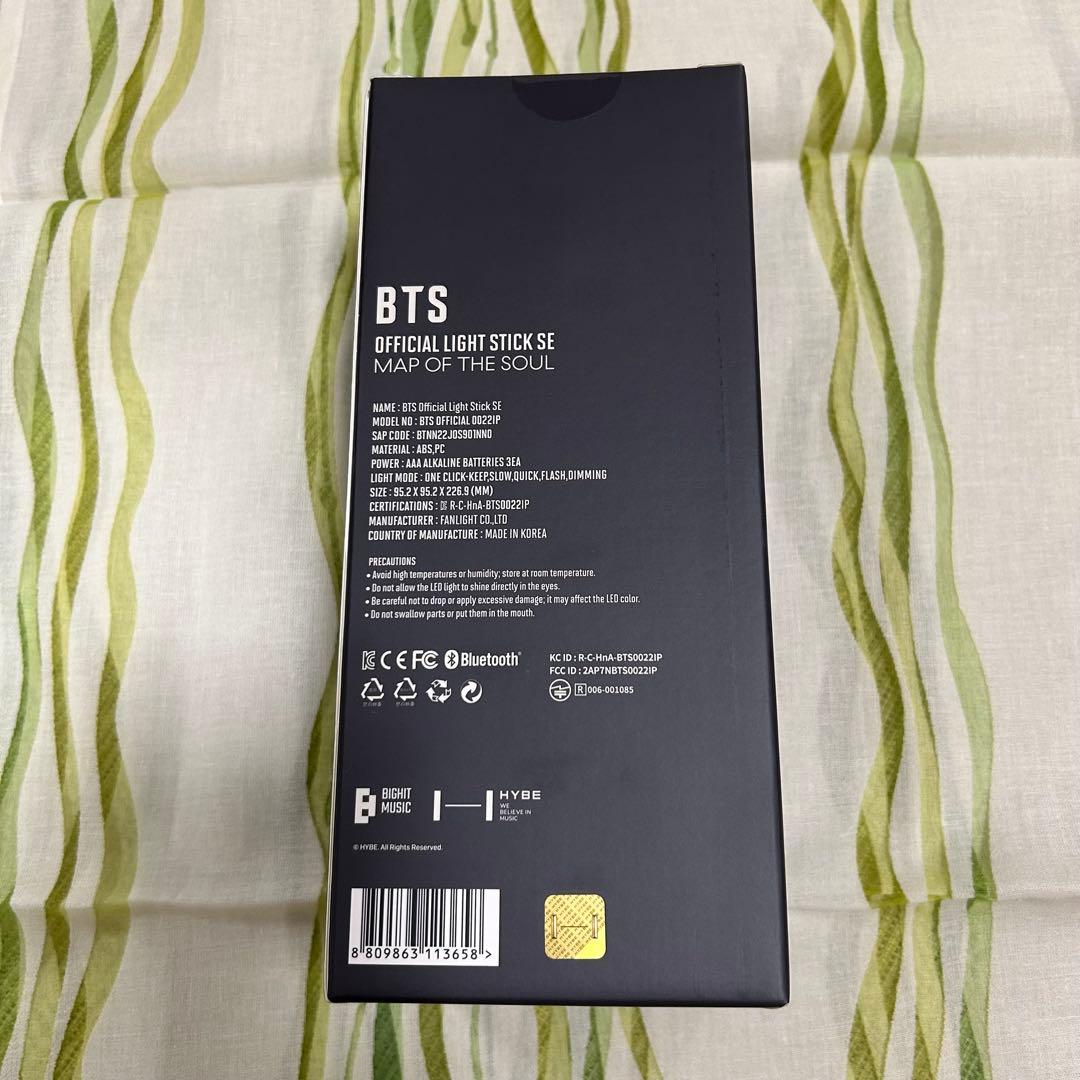 BTS
OFFICIAL LIGHT STICK SE
MAP OF THE SOUL
NAME : BTS Official Light Stick SE
MODEL NO : BTS OFFICIAL 0022IP
SAP CODE : BTNN22JOS901NN0
MATERIAL : ABS,PC
POWER : AAA ALKALINE BATTERIES 3EA
LIGHT MODE : ONE CLICK-KEEP,SLOW,QUICK,FLASH,DIMMING
SIZE : 95.2 X 95.2 X 226.9 (MM)
CERTIFICATIONS : R-C-HnA-BTS0022IP
MANUFACTURER : FANLIGHT CO.,LTD
COUNTRY OF MANUFACTURE : MADE IN KOREA
PRECAUTIONS
• Avoid high temperatures or humidity; store at room temperature.
• Do not allow the LED light to shine directly in the eyes.
• Be careful not to drop or apply excessive damage; it may affect the LED color.
• Do not swallow parts or put them in the mouth.
CE FC Bluetooth®
KC ID : R-C-HnA-BTS0022IP
FCC ID : 2AP7NBTS0022IP
R 006-001085
BIGHIT
MUSIC
HYBE
WE
BELIEVE IN
MUSIC
© HYBE. All Rights Reserved.
8 809863 113658 >